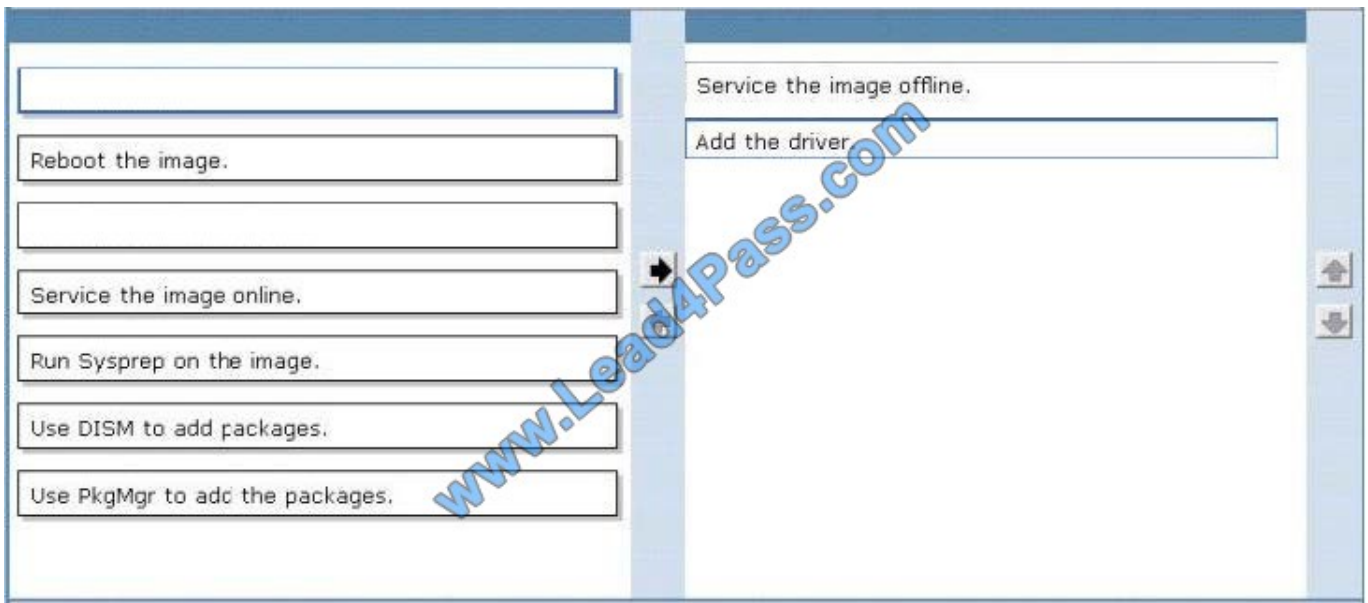 Reboot the image.
Service the image online.
Run Sysprep on the image.
Use DISM to add packages.
Use PkgMgr to add the packages.
Service the image offline.
Add the driver.
www.Lead4Pass.com